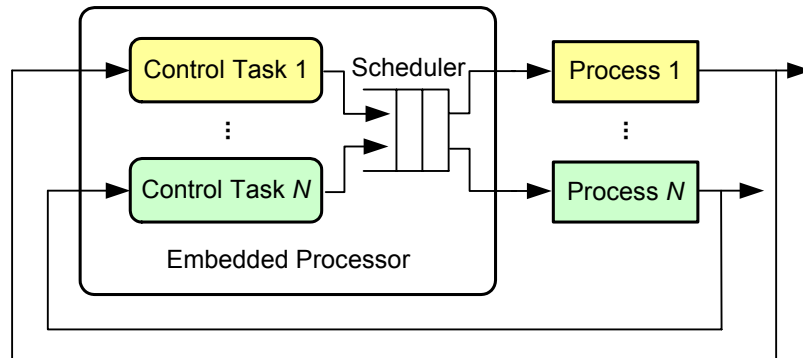 Control Task 1
Scheduler
Process 1
...
...
Control Task N
Process N
Embedded Processor